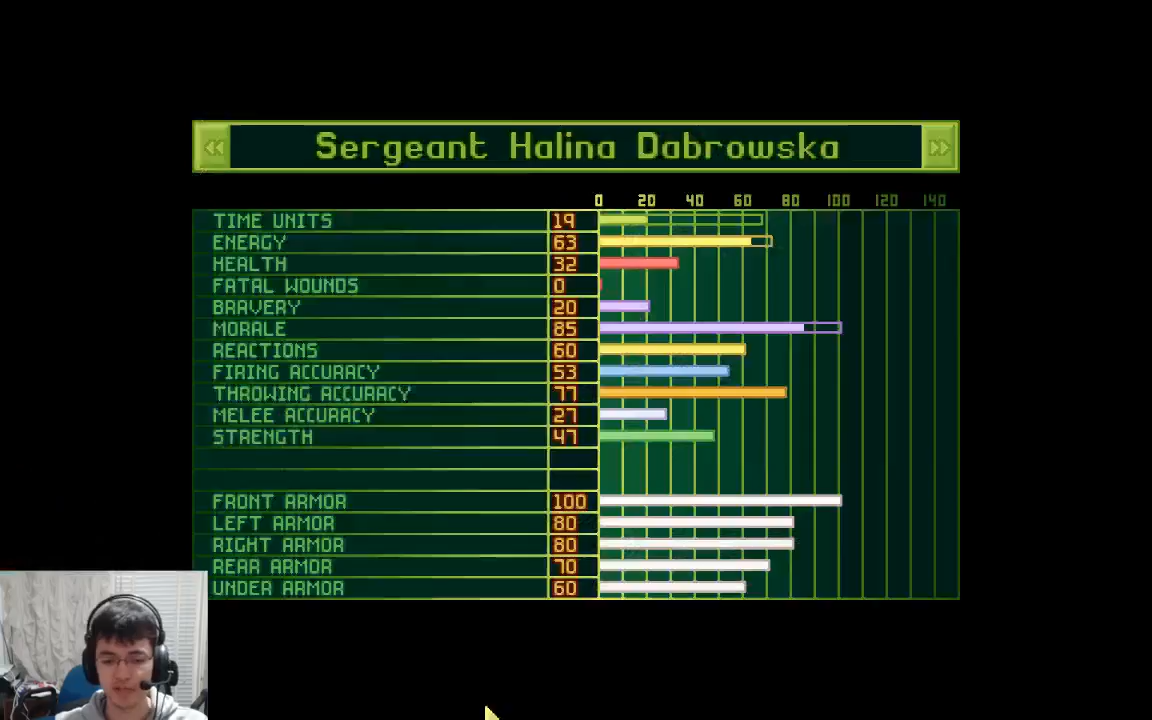 Sergeant Halina Dabrowska
0 20 40 60 80 100 120 140
TIME UNITS 19
ENERGY 63
HEALTH 32
FATAL WOUNDS 0
BRAVERY 20
MORALE 85
REACTIONS 60
FIRING ACCURACY 53
THROWING ACCURACY 77
MELEE ACCURACY 27
STRENGTH 47
FRONT ARMOR 100
LEFT ARMOR 80
RIGHT ARMOR 80
REAR ARMOR 70
UNDER ARMOR 60